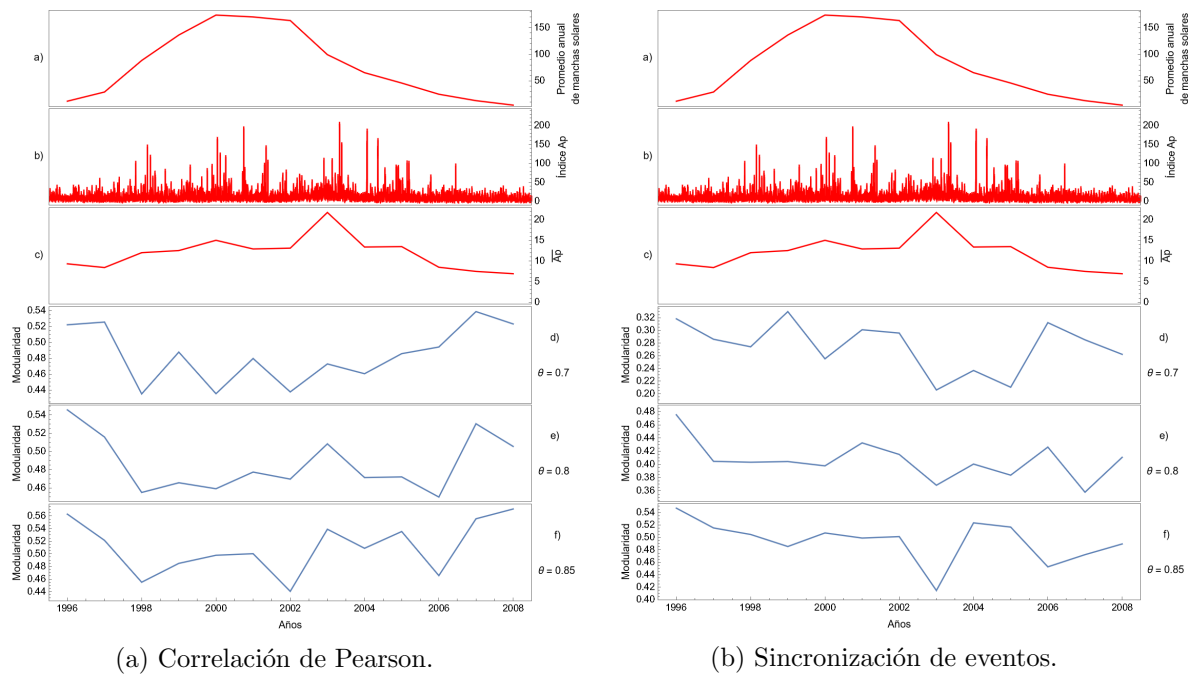 a)
150
100
50
Promedio anual
de manchas solares
b)
200
150
100
50
0
Índice Ap
c)
20
15
10
5
0
Ap
Modularidad
0.54
0.52
0.50
0.48
0.46
0.44
d)
θ = 0.7
Modularidad
0.54
0.52
0.50
0.48
0.46
e)
θ = 0.8
Modularidad
0.56
0.54
0.52
0.50
0.48
0.46
0.44
f)
θ = 0.85
1996 1998 2000 2002 2004 2006 2008
Años
(a) Correlación de Pearson.
a)
150
100
50
Promedio anual
de manchas solares
b)
200
150
100
50
0
Índice Ap
c)
20
15
10
5
0
Ap
Modularidad
0.32
0.30
0.28
0.26
0.24
0.22
0.20
d)
θ = 0.7
Modularidad
0.48
0.46
0.44
0.42
0.40
0.38
0.36
e)
θ = 0.8
Modularidad
0.54
0.52
0.50
0.48
0.46
0.44
0.42
0.40
f)
θ = 0.85
1996 1998 2000 2002 2004 2006 2008
Años
(b) Sincronización de eventos.